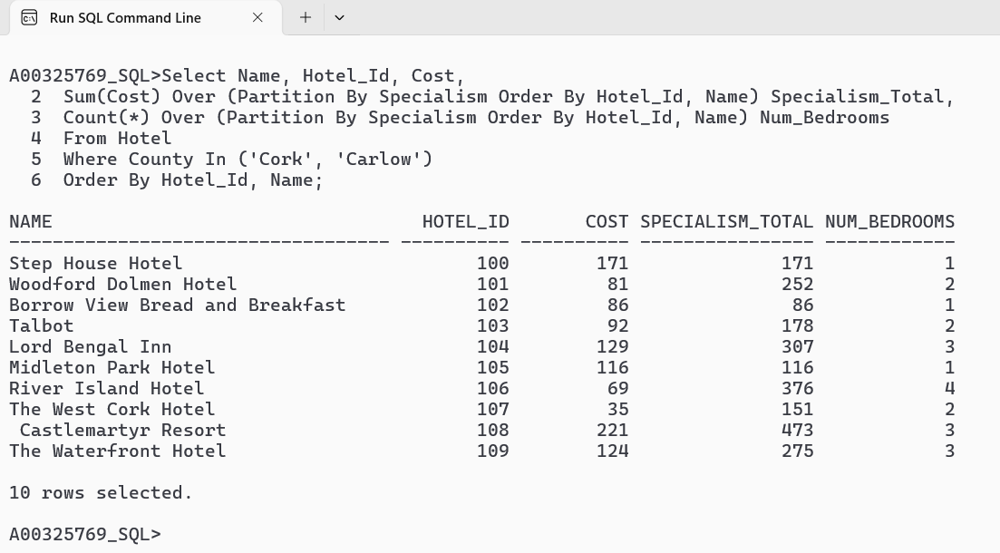 Run SQL Command Line
A00325769_SQL>Select Name, Hotel_Id, Cost,
  2  Sum(Cost) Over (Partition By Specialism Order By Hotel_Id, Name) Specialism_Total,
  3  Count(*) Over (Partition By Specialism Order By Hotel_Id, Name) Num_Bedrooms
  4  From Hotel
  5  Where County In ('Cork', 'Carlow')
  6  Order By Hotel_Id, Name;
NAME                                  HOTEL_ID       COST SPECIALISM_TOTAL NUM_BEDROOMS
----------------------------------- ---------- ---------- ---------------- ------------
Step House Hotel                           100        171              171            1
Woodford Dolmen Hotel                      101         81              252            2
Borrow View Bread and Breakfast            102         86               86            1
Talbot                                     103         92              178            2
Lord Bengal Inn                            104        129              307            3
Midleton Park Hotel                        105        116              116            1
River Island Hotel                         106         69              376            4
The West Cork Hotel                        107         35              151            2
 Castlemartyr Resort                       108        221              473            3
The Waterfront Hotel                       109        124              275            3
10 rows selected.
A00325769_SQL>